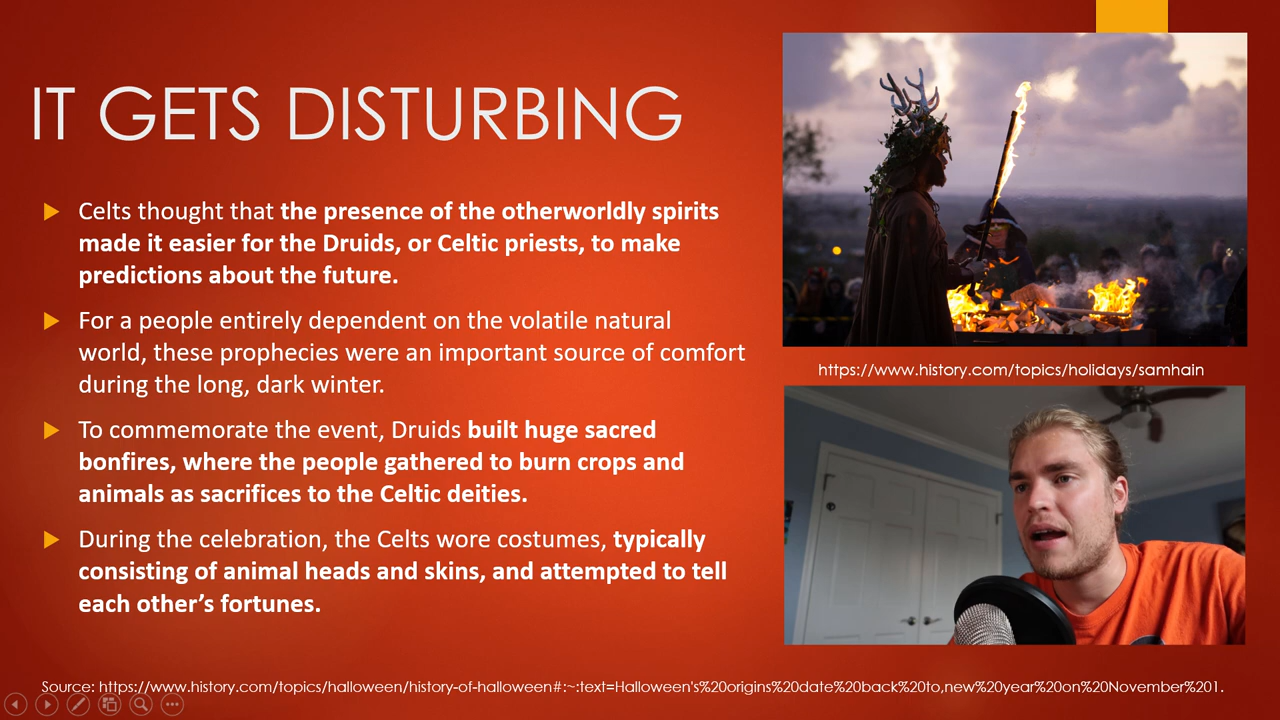 IT GETS DISTURBING
Celts thought that the presence of the otherworldly spirits
made it easier for the Druids, or Celtic priests, to make
predictions about the future.
For a people entirely dependent on the volatile natural
world, these prophecies were an important source of comfort
during the long, dark winter.
To commemorate the event, Druids built huge sacred
bonfires, where the people gathered to burn crops and
animals as sacrifices to the Celtic deities.
During the celebration, the Celts wore costumes, typically
consisting of animal heads and skins, and attempted to tell
each other’s fortunes.
https://www.history.com/topics/holidays/samhain
Source: https://www.history.com/topics/halloween/history-of-halloween#:~:text=Halloween's%20origins%20date%20back%20to,new%20year%20on%20November%201.